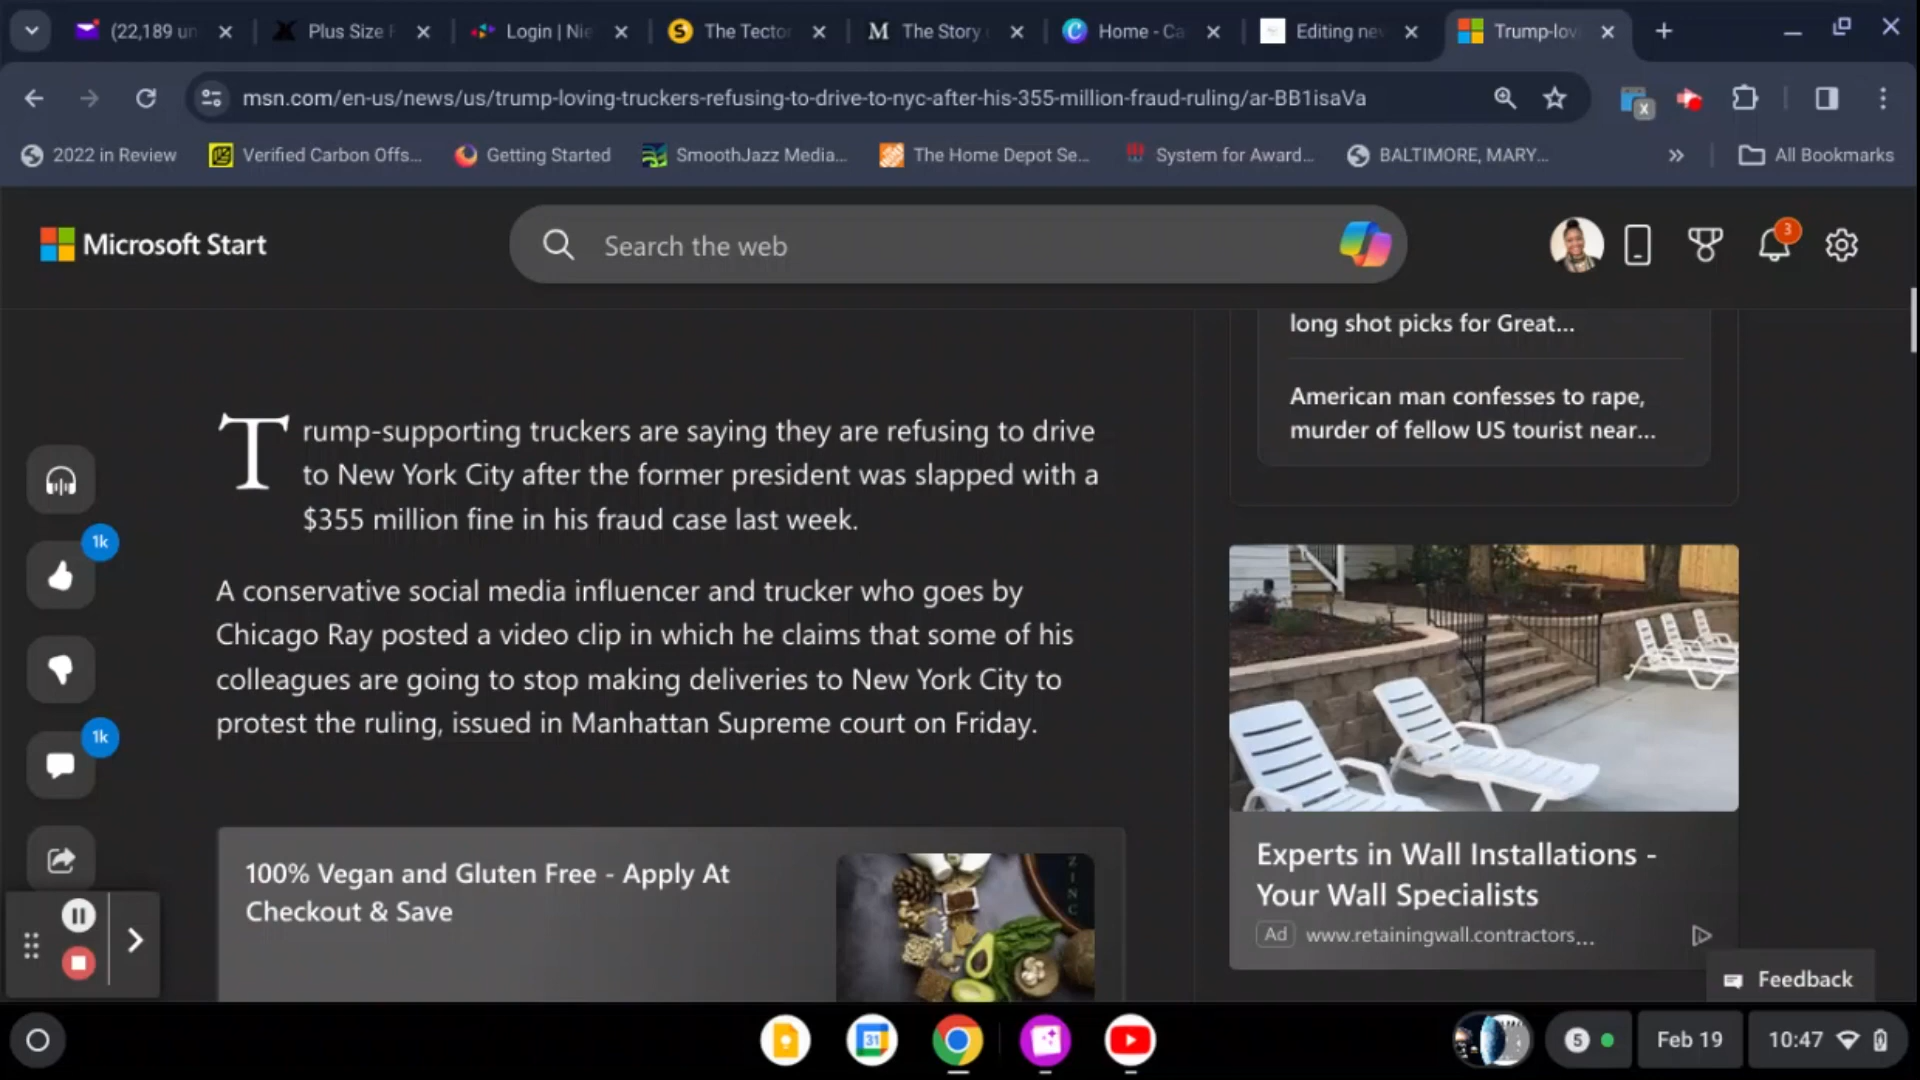 (22,189 un
Plus Size F
Login | Nie
The Tecto
The Story
Home - Ca
Editing ne
Trump-lov
msn.com/en-us/news/us/trump-loving-truckers-refusing-to-drive-to-nyc-after-his-355-million-fraud-ruling/ar-BB1isaVa
X
2022 in Review
Verified Carbon Offs...
Getting Started
SmoothJazz Media...
The Home Depot Se...
System for Award...
BALTIMORE, MARY...
All Bookmarks
Microsoft Start
Search the web
3
long shot picks for Great...
American man confesses to rape,
murder of fellow US tourist near...
Trump-supporting truckers are saying they are refusing to drive
to New York City after the former president was slapped with a
$355 million fine in his fraud case last week.
1k
A conservative social media influencer and trucker who goes by
Chicago Ray posted a video clip in which he claims that some of his
colleagues are going to stop making deliveries to New York City to
protest the ruling, issued in Manhattan Supreme court on Friday.
1k
100% Vegan and Gluten Free - Apply At
Checkout & Save
ZINC
Experts in Wall Installations -
Your Wall Specialists
Ad www.retainingwall.contractors...
Feedback
31
5
Feb 19
10:47